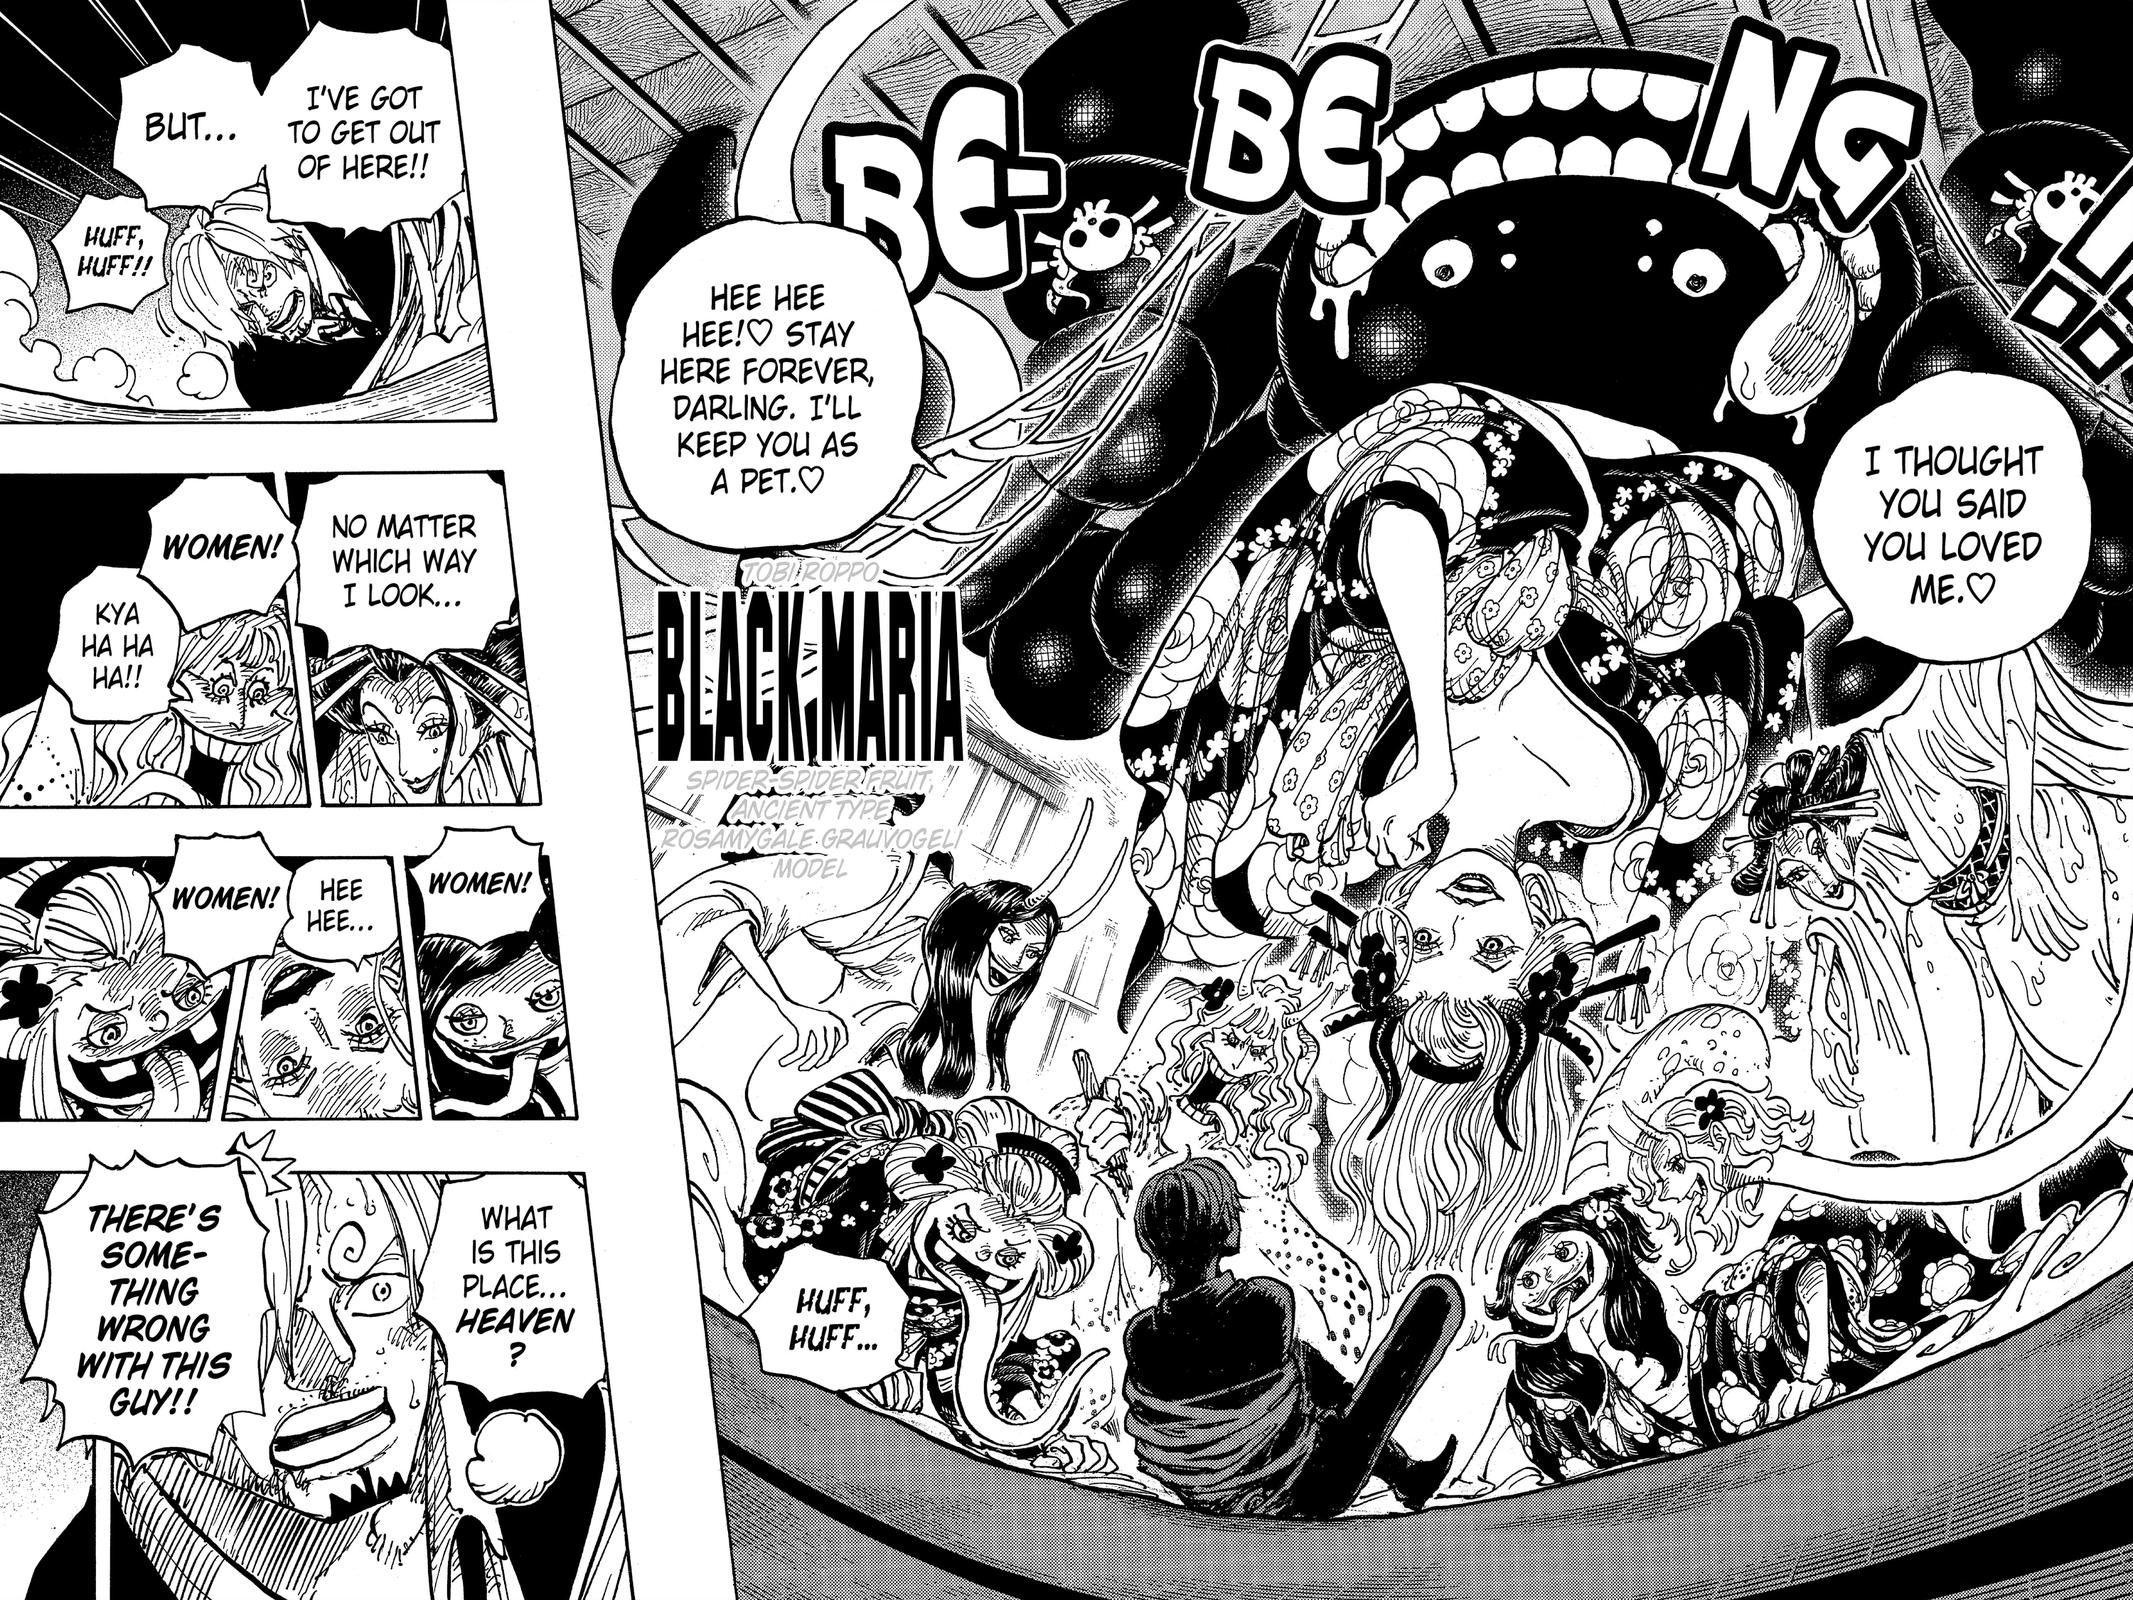 BE-
BE
NG
!!
I THOUGHT
YOU SAID
YOU LOVED
ME.♡
HEE HEE
HEE!♡ STAY
HERE FOREVER,
DARLING. I'LL
KEEP YOU AS
A PET.♡
TOBI ROPPO
BLACK MARIA
SPIDER-SPIDER FRUIT,
ANCIENT TYPE
ROSAMYGALE GRAUVOGELI
MODEL
HUFF,
HUFF...
I'VE GOT
TO GET OUT
OF HERE!!
BUT...
HUFF,
HUFF!!
NO MATTER
WHICH WAY
I LOOK...
WOMEN!
KYA
HA HA
HA!!
WOMEN!
HEE
HEE...
WOMEN!
WHAT
IS THIS
PLACE...
HEAVEN
?
THERE'S
SOME-
THING
WRONG
WITH THIS
GUY!!